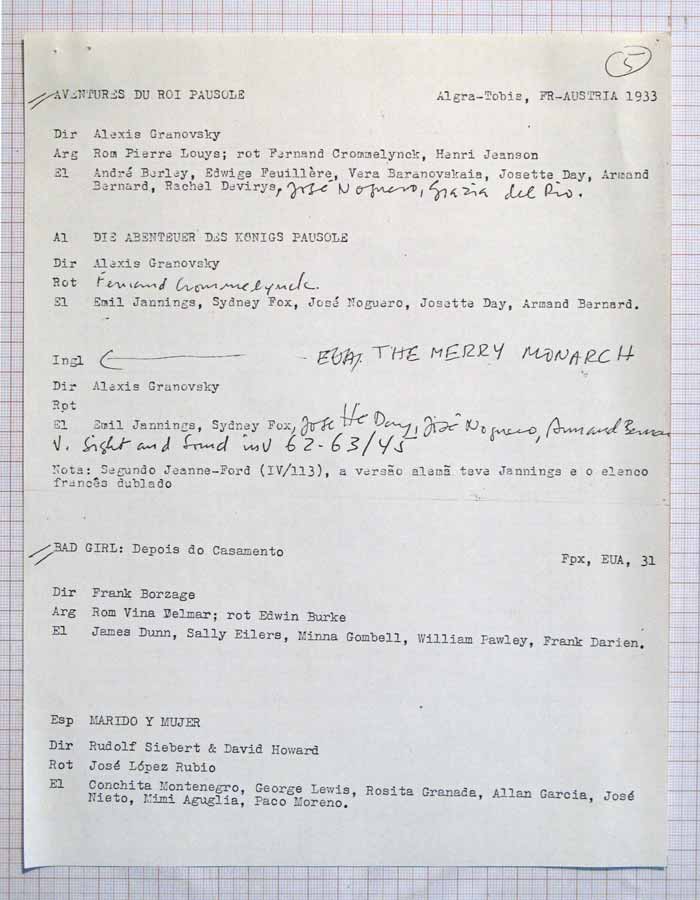 5
AVENTURES DU ROI PAUSOLE Algra-Tobis, FR-AUSTRIA 1933
Dir Alexis Granovsky
Arg Rom Pierre Louys; rot Fernand Crommelynck, Henri Jeanson
El André Berley, Edwige Feuillère, Vera Baranovskaia, Josette Day, Armand
Bernard, Rachel Devirys, José Noguero, Grazia del Rio.
Al DIE ABENTEUER DES KONIGS PAUSOLE
Dir Alexis Granovsky
Rot Fernand Crommelynck.
El Emil Jannings, Sydney Fox, José Noguero, Josette Day, Armand Bernard.
Ingl EUA, THE MERRY MONARCH
Dir Alexis Granovsky
Rot
El Emil Jannings, Sydney Fox, Josette Day, José Noguero, Armand Bernar
V. Sight and Sound inv 62-63/45
Nota: Segundo Jeanne-Ford (IV/113), a versão alemã teve Jannings e o elenco
francês dublado
BAD GIRL: Depois do Casamento Fpx, EUA, 31
Dir Frank Borzage
Arg Rom Vina Delmar; rot Edwin Burke
El James Dunn, Sally Eilers, Minna Gombell, William Pawley, Frank Darien.
Esp MARIDO Y MUJER
Dir Rudolf Siebert & David Howard
Rot José López Rubio
El Conchita Montenegro, George Lewis, Rosita Granada, Allan Garcia, José
Nieto, Mimi Aguglia, Paco Moreno.